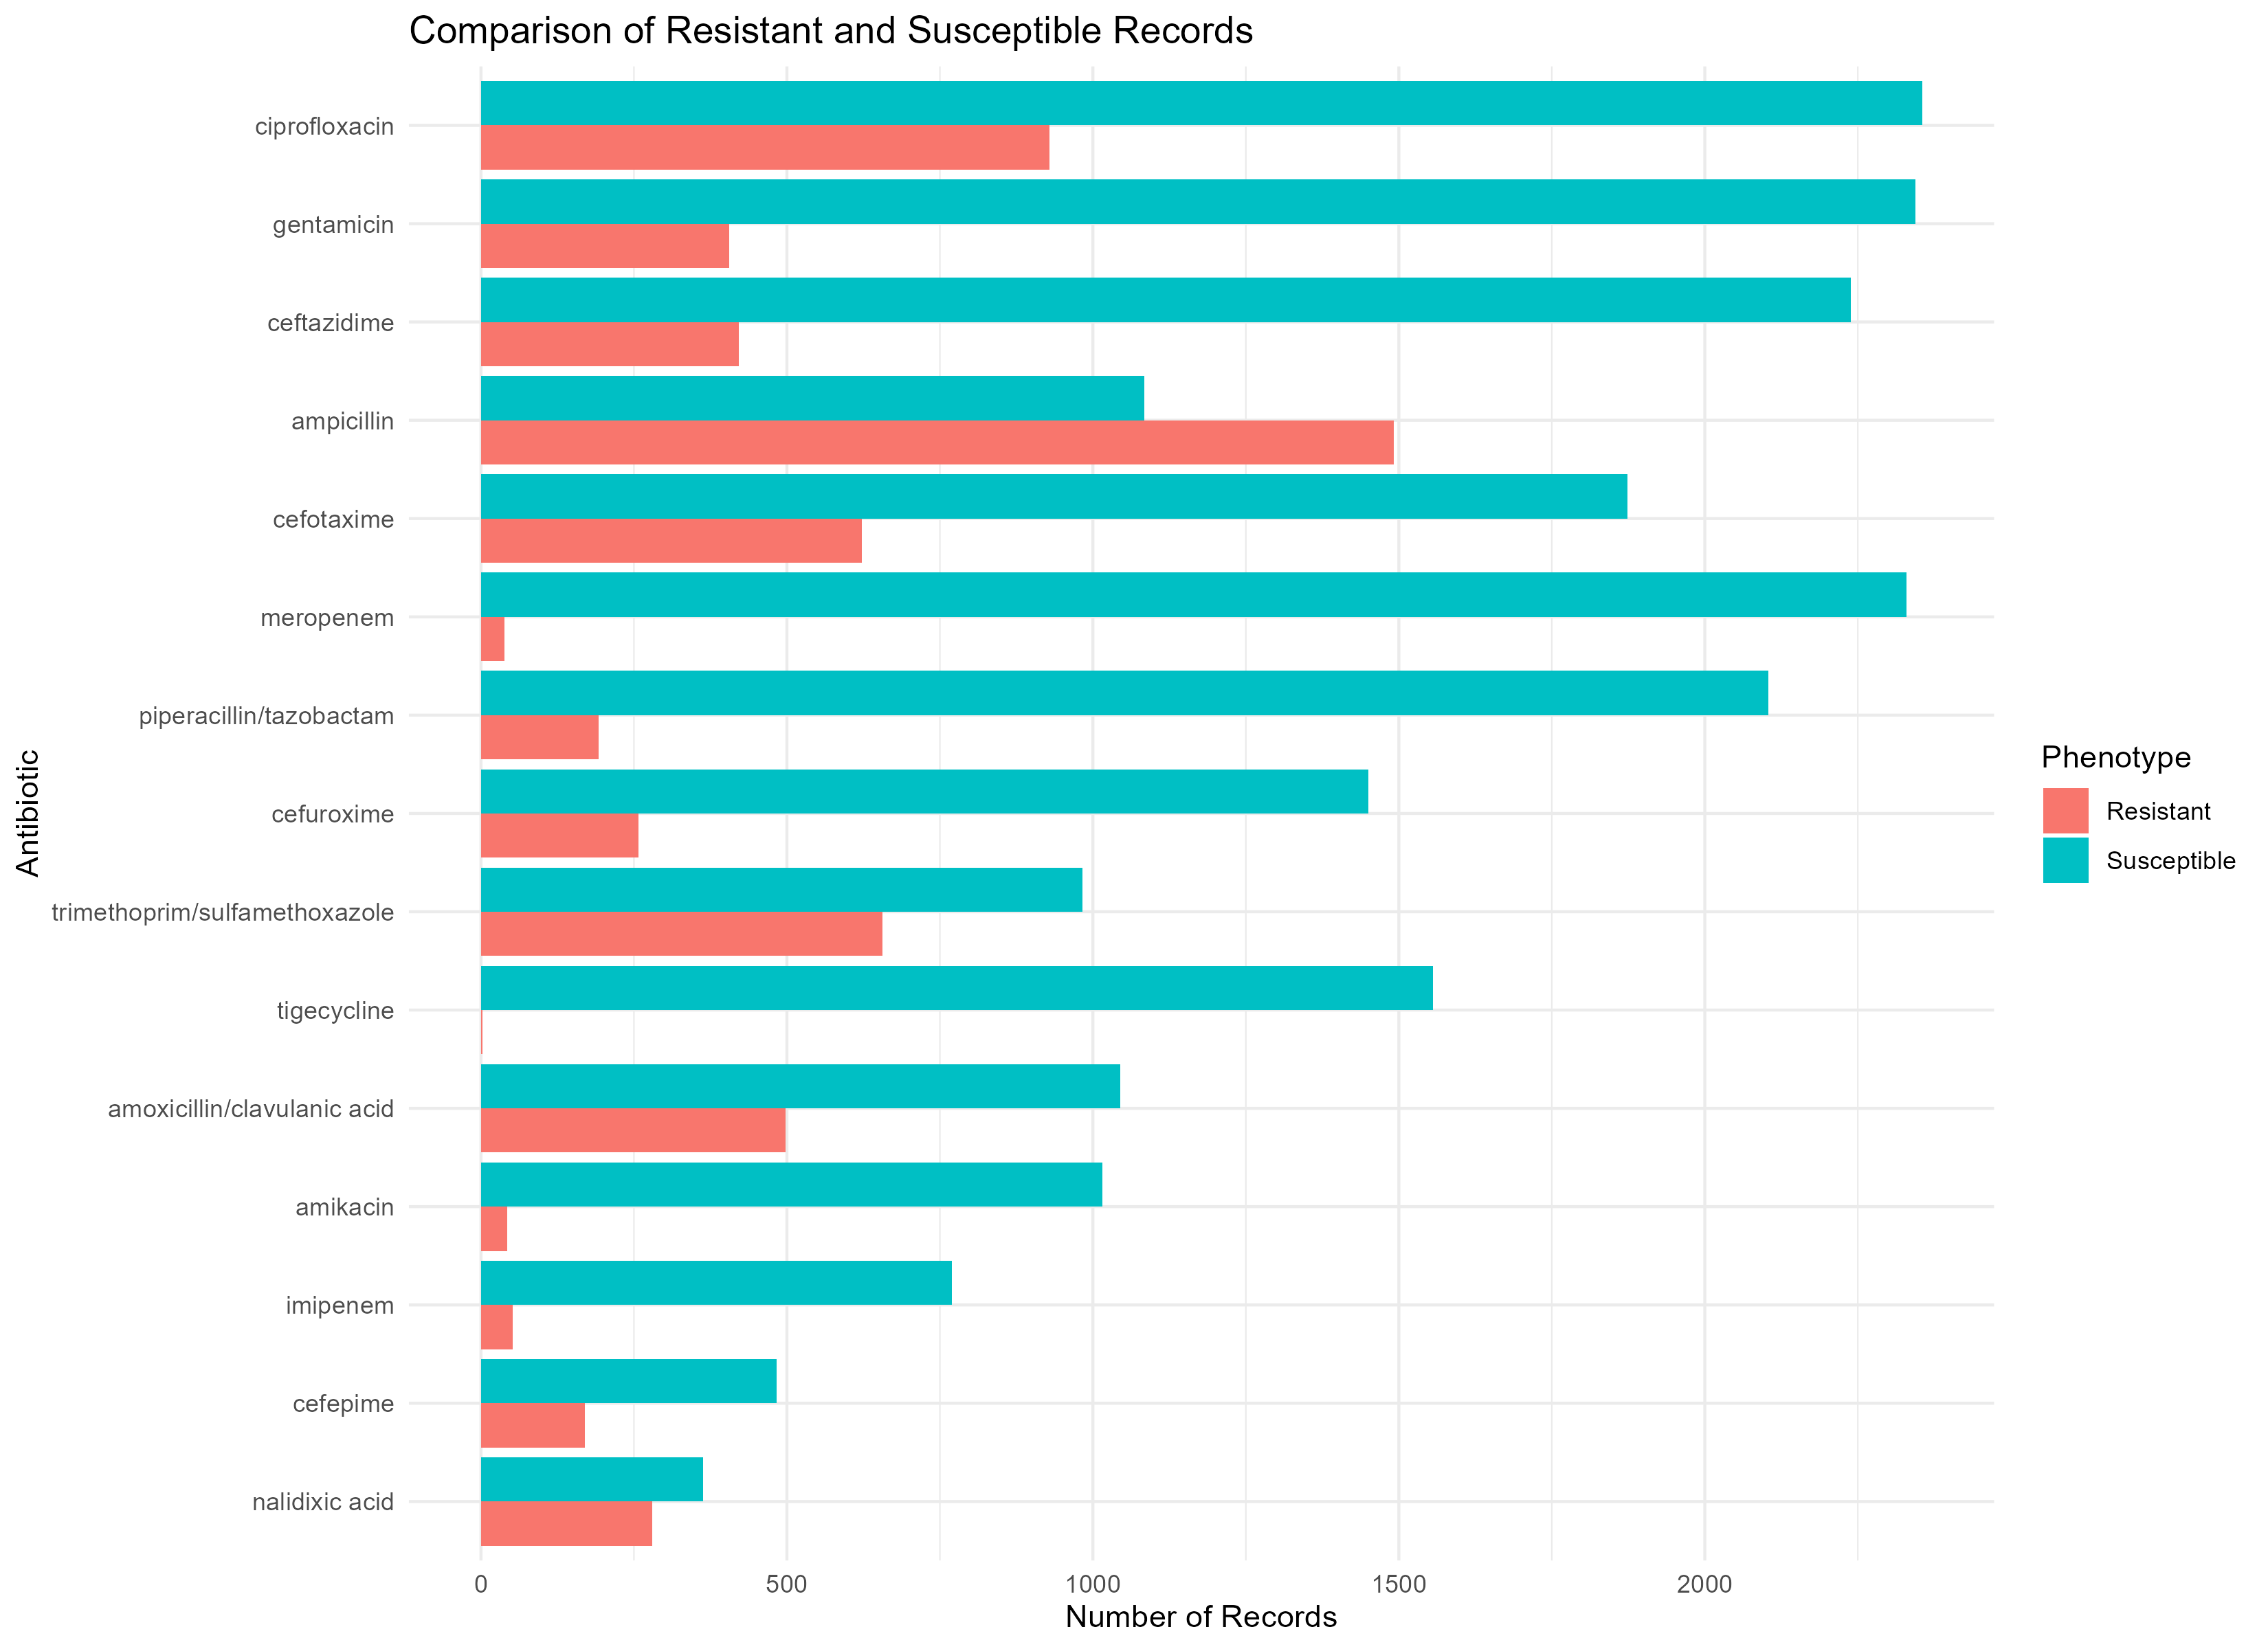 Comparison of Resistant and Susceptible Records
Antibiotic
ciprofloxacin
gentamicin
ceftazidime
ampicillin
cefotaxime
meropenem
piperacillin/tazobactam
cefuroxime
trimethoprim/sulfamethoxazole
tigecycline
amoxicillin/clavulanic acid
amikacin
imipenem
cefepime
nalidixic acid
0 500 1000 1500 2000
Number of Records
Phenotype
Resistant
Susceptible